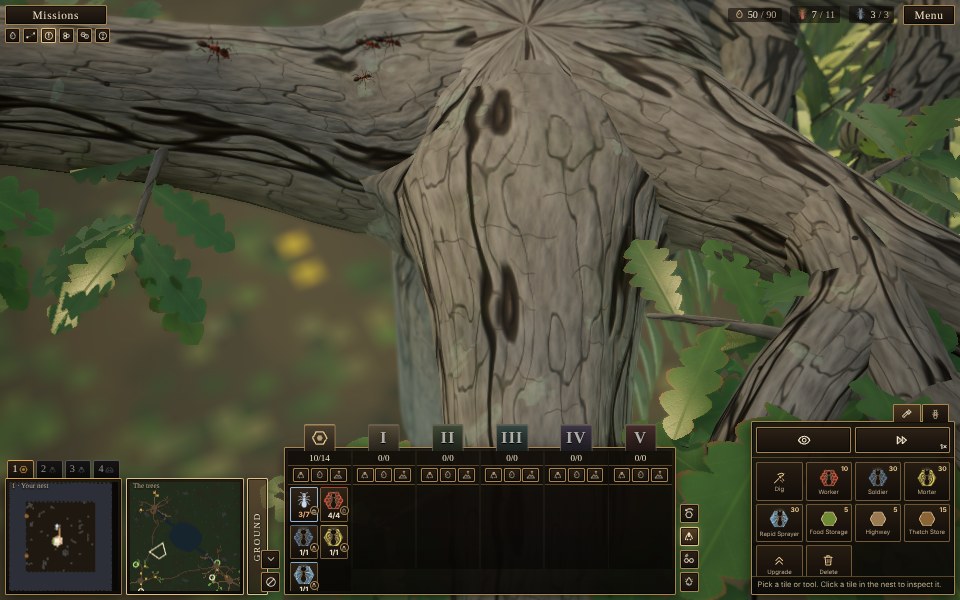 Missions
50 / 90
7 / 11
3 / 3
Menu
1
2
3
4
1 - Your nest
The trees
GROUND
I
II
III
IV
V
10/14
0/0
0/0
0/0
0/0
0/0
3/7
4/4
1/1
1/1
1/1
1×
Dig
10
Worker
30
Soldier
30
Mortar
30
Rapid Sprayer
5
Food Storage
5
Highway
15
Thatch Store
Upgrade
Delete
Pick a tile or tool. Click a tile in the nest to inspect it.